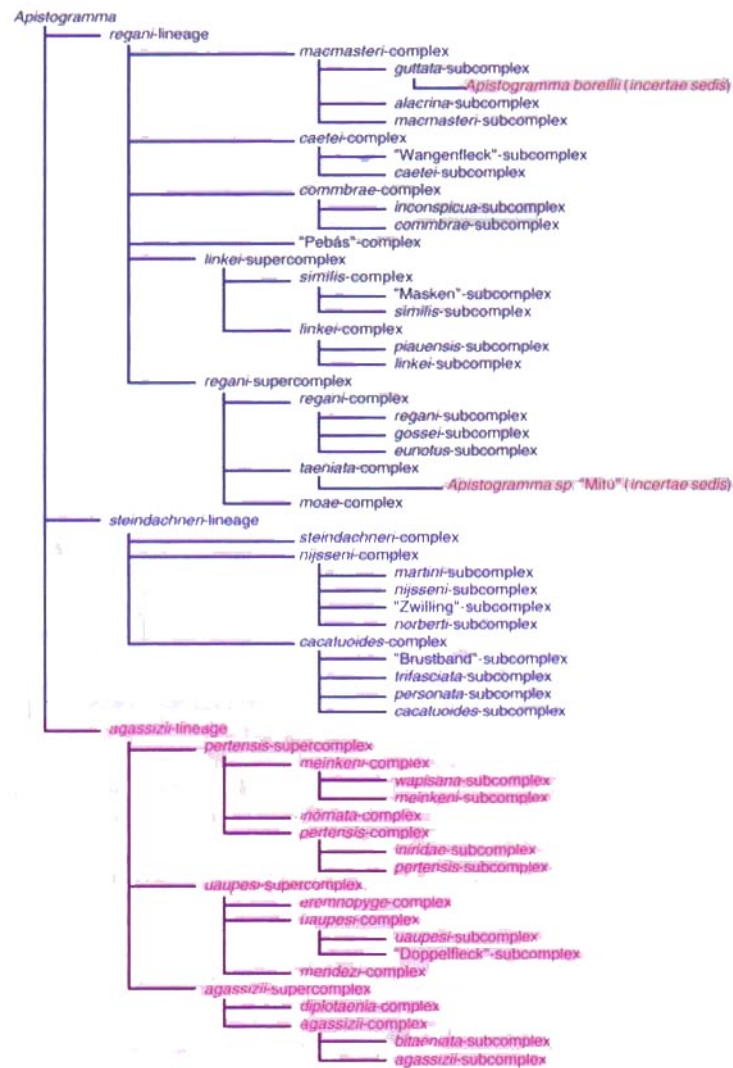 Apistogramma
regani-lineage
macmasteri-complex
guttata-subcomplex
Apistogramma borellii (incertae sedis)
alacrina-subcomplex
macmasteri-subcomplex
caetei-complex
"Wangenfleck"-subcomplex
caetei-subcomplex
commbrae-complex
inconspicua-subcomplex
commbrae-subcomplex
"Pebás"-complex
linkei-supercomplex
similis-complex
"Masken"-subcomplex
similis-subcomplex
linkei-complex
piauensis-subcomplex
linkei-subcomplex
regani-supercomplex
regani-complex
regani-subcomplex
gossei-subcomplex
eunotus-subcomplex
taeniata-complex
Apistogramma sp. "Mitú" (incertae sedis)
moae-complex
steindachneri-lineage
steindachneri-complex
nijsseni-complex
martini-subcomplex
nijsseni-subcomplex
"Zwilling"-subcomplex
norberti-subcomplex
cacatuoides-complex
"Brustband"-subcomplex
trifasciata-subcomplex
personata-subcomplex
cacatuoides-subcomplex
agassizii-lineage
pertensis-supercomplex
meinkeni-complex
wapisana-subcomplex
meinkeni-subcomplex
inornata-complex
pertensis-complex
iniridae-subcomplex
pertensis-subcomplex
uaupesi-supercomplex
eremnopyge-complex
uaupesi-complex
uaupesi-subcomplex
"Doppelfleck"-subcomplex
mendezi-complex
agassizii-supercomplex
diplotaenia-complex
agassizii-complex
bitaeniata-subcomplex
agassizii-subcomplex